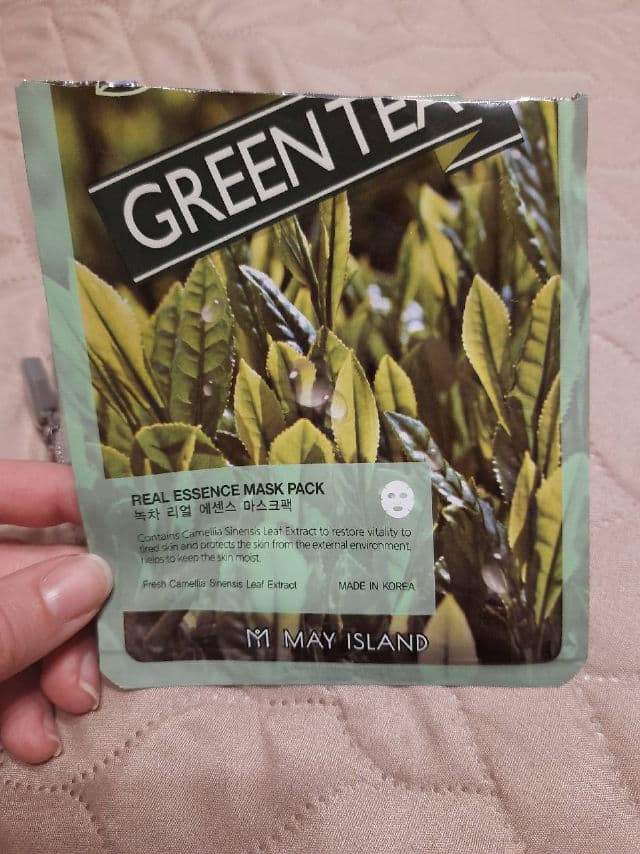 GREEN TEA
REAL ESSENCE MASK PACK
녹차 리얼 에센스 마스크팩
Contains Camellia Sinensis Leaf Extract to restore vitality to
tired skin and protects the skin from the external environment,
helps to keep the skin moist.
Fresh Camellia Sinensis Leaf Extract MADE IN KOREA
MAY ISLAND